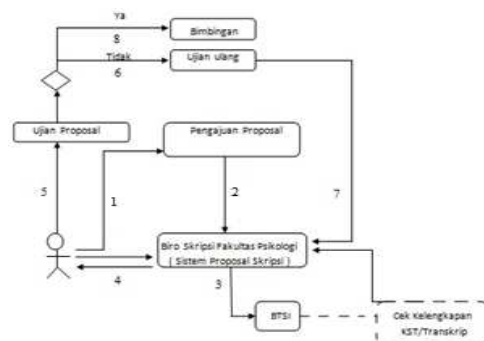 Ya
8
Bimbingan
Tidak
6
Ujian ulang
Ujian Proposal
Pengajuan Proposal
5
1
2
7
Biro Skripsi Fakultas Psikologi
( Sistem Proposal Skripsi )
4
3
BTSI
Cek Kelengkapan
KST/Transkrip